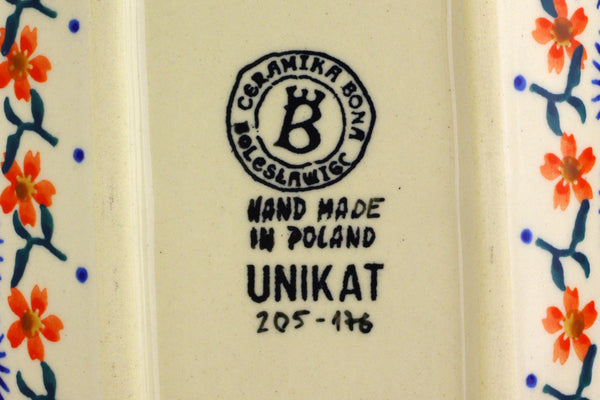 CERAMIKA BONA
BOLESŁAWIEC
B
HAND MADE
IN POLAND
UNIKAT
205-176